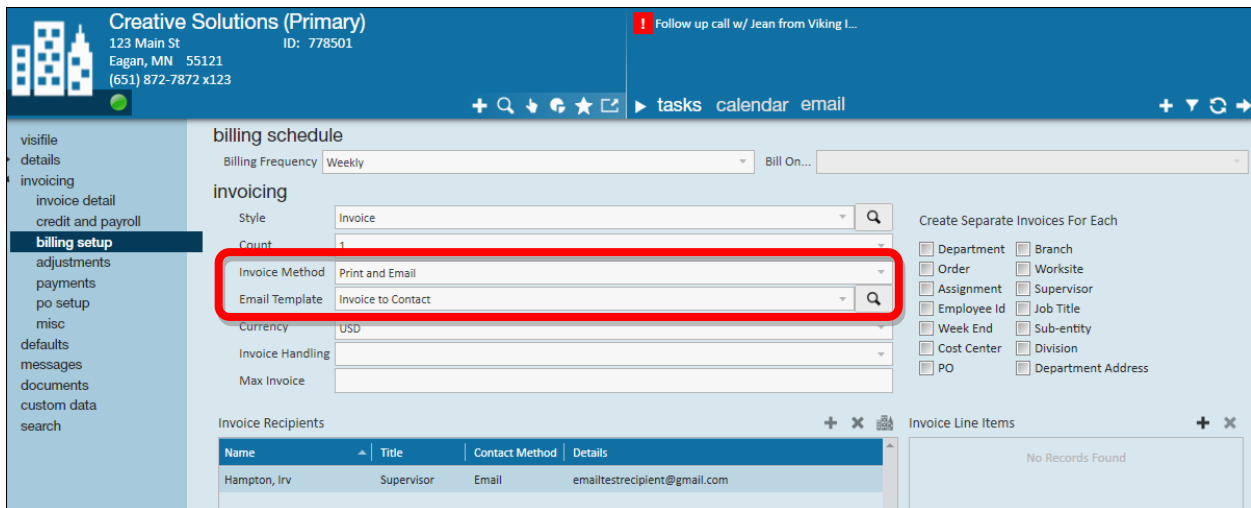 Creative Solutions (Primary)
123 Main St ID: 778501
Eagan, MN 55121
(651) 872-7872 x123
! Follow up call w/ Jean from Viking I...
tasks calendar email
visifile
details
invoicing
invoice detail
credit and payroll
billing setup
adjustments
payments
po setup
misc
defaults
messages
documents
custom data
search
billing schedule
Billing Frequency Weekly Bill On...
invoicing
Style Invoice
Count 1
Invoice Method Print and Email
Email Template Invoice to Contact
Currency USD
Invoice Handling
Max Invoice
Create Separate Invoices For Each
Department Branch
Order Worksite
Assignment Supervisor
Employee Id Job Title
Week End Sub-entity
Cost Center Division
PO Department Address
Invoice Recipients
Name Title Contact Method Details
Hampton, Irv Supervisor Email emailtestrecipient@gmail.com
Invoice Line Items
No Records Found